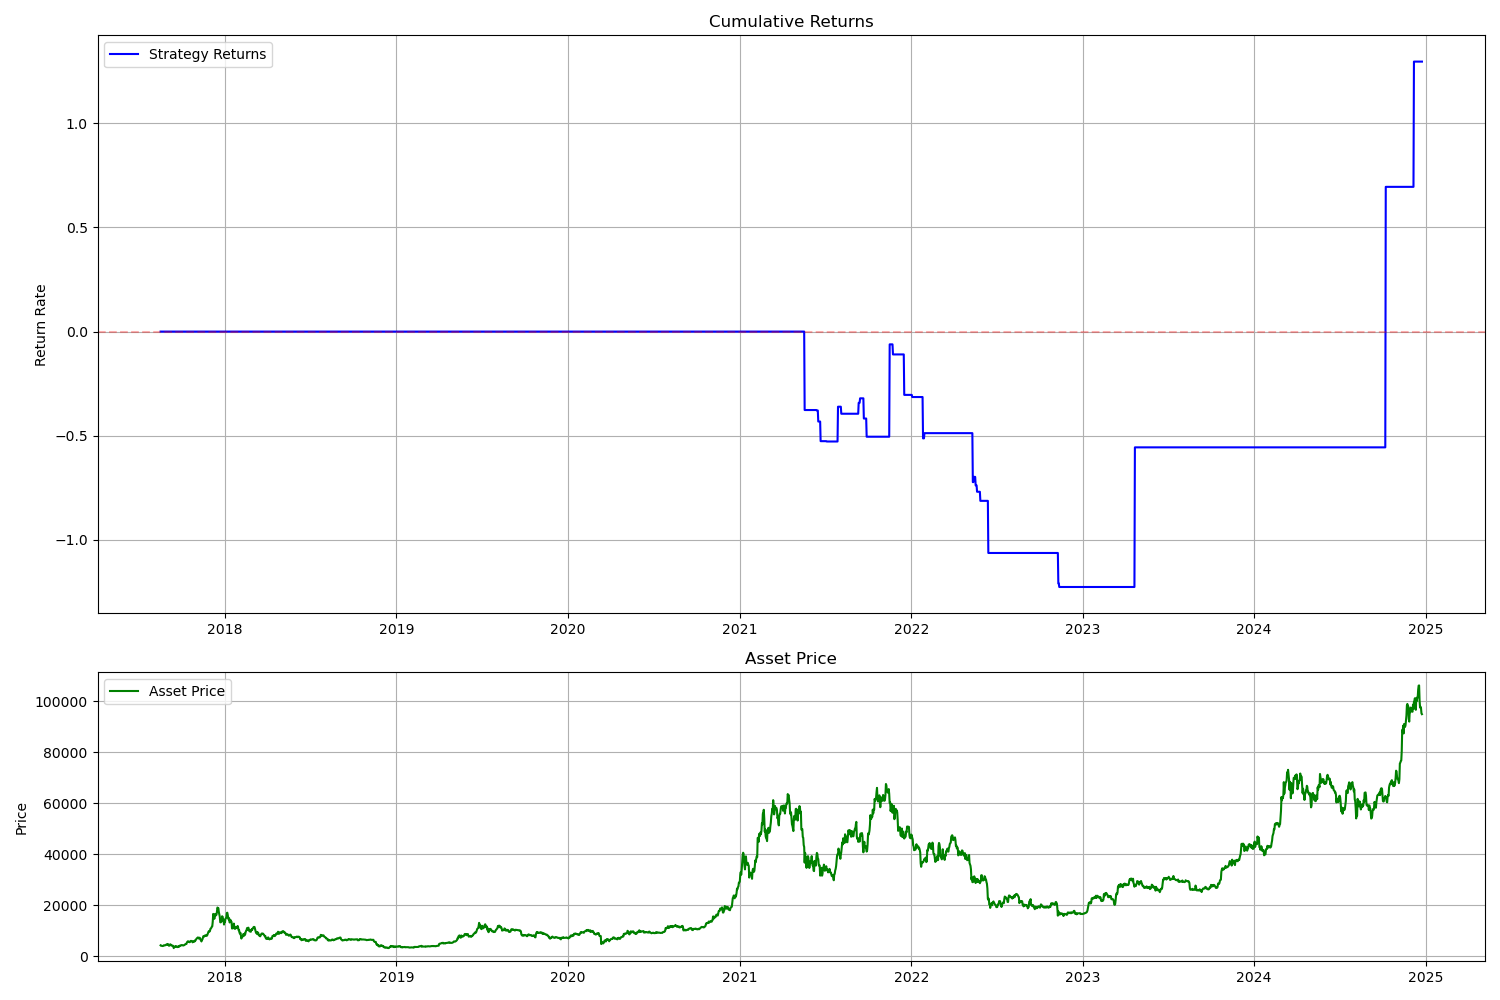 Cumulative Returns
Strategy Returns
Return Rate
1.0
0.5
0.0
−0.5
−1.0
2018 2019 2020 2021 2022 2023 2024 2025
Asset Price
Asset Price
Price
100000
80000
60000
40000
20000
0
2018 2019 2020 2021 2022 2023 2024 2025